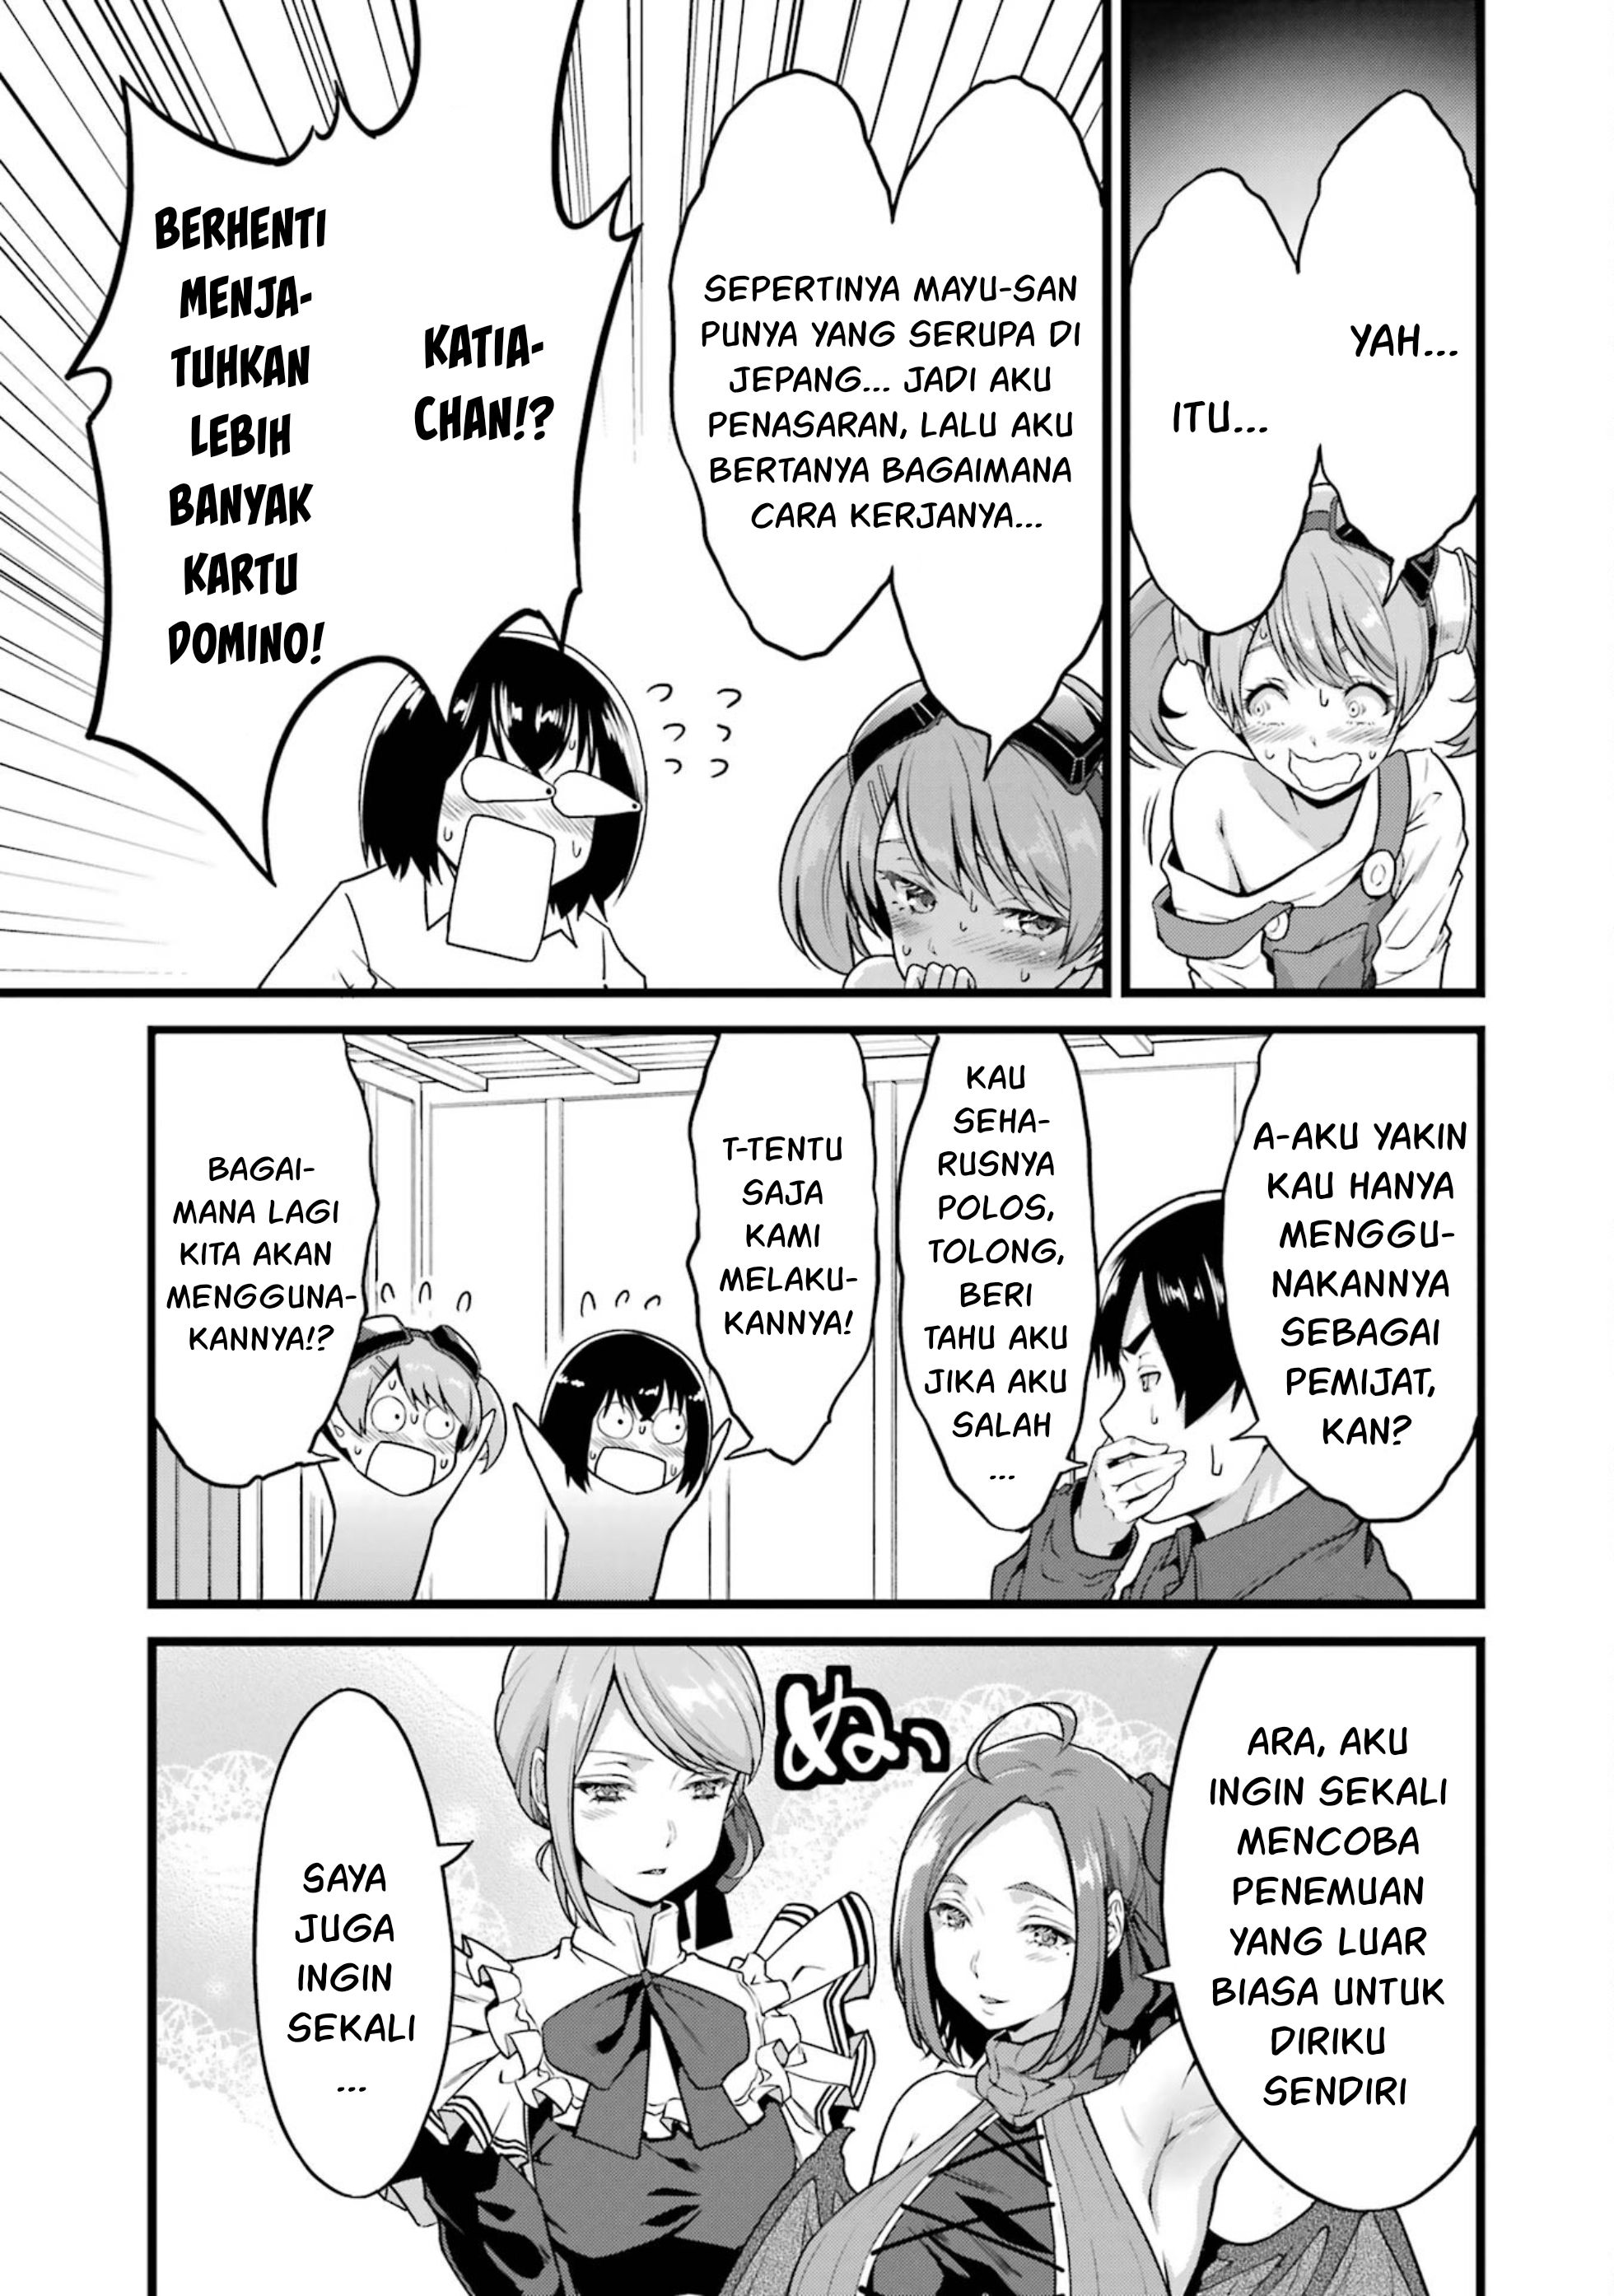 YAH...
ITU...
SEPERTINYA MAYU-SAN
PUNYA YANG SERUPA DI
JEPANG... JADI AKU
PENASARAN, LALU AKU
BERTANYA BAGAIMANA
CARA KERJANYA...
KATIA-
CHAN!?
BERHENTI
MENJA-
TUHKAN
LEBIH
BANYAK
KARTU
DOMINO!
A-AKU YAKIN
KAU HANYA
MENGGU-
NAKANNYA
SEBAGAI
PEMIJAT,
KAN?
KAU
SEHA-
RUSNYA
POLOS,
TOLONG,
BERI
TAHU AKU
JIKA AKU
SALAH
...
T-TENTU
SAJA
KAMI
MELAKU-
KANNYA!
BAGAI-
MANA LAGI
KITA AKAN
MENGGUNA-
KANNYA!?
ARA, AKU
INGIN SEKALI
MENCOBA
PENEMUAN
YANG LUAR
BIASA UNTUK
DIRIKU
SENDIRI
ぬっ
SAYA
JUGA
INGIN
SEKALI
...